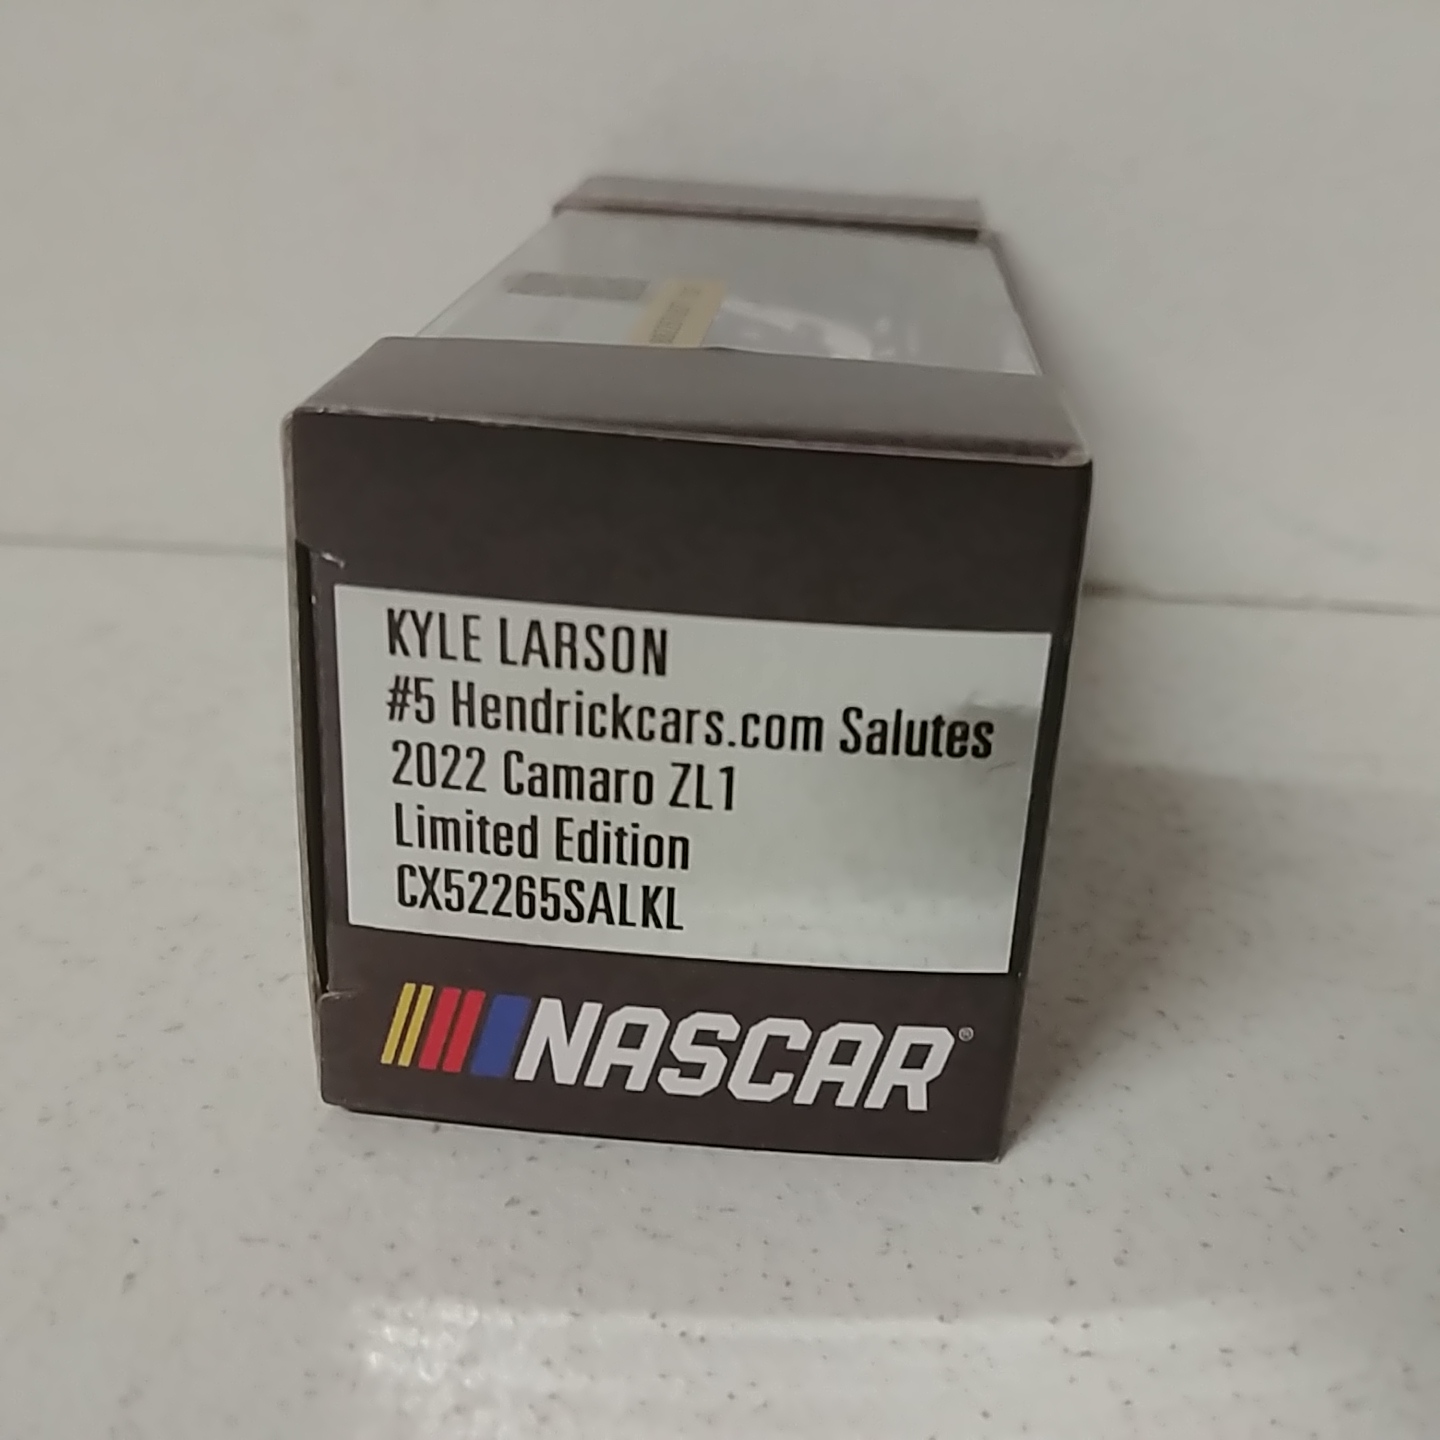 KYLE LARSON
#5 Hendrickcars.com Salutes
2022 Camaro ZL1
Limited Edition
CX52265SALKL
NASCAR®